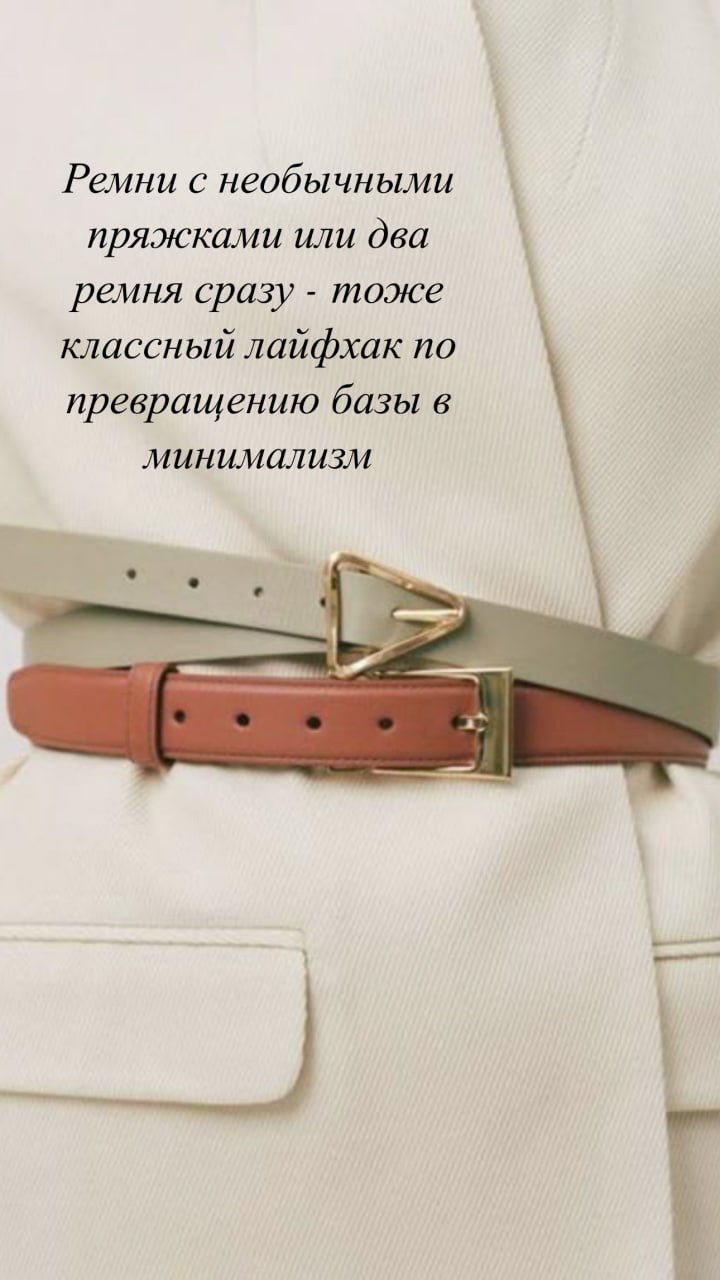 Ремни с необычными
пряжками или два
ремня сразу - тоже
классный лайфхак по
превращению базы в
минимализм